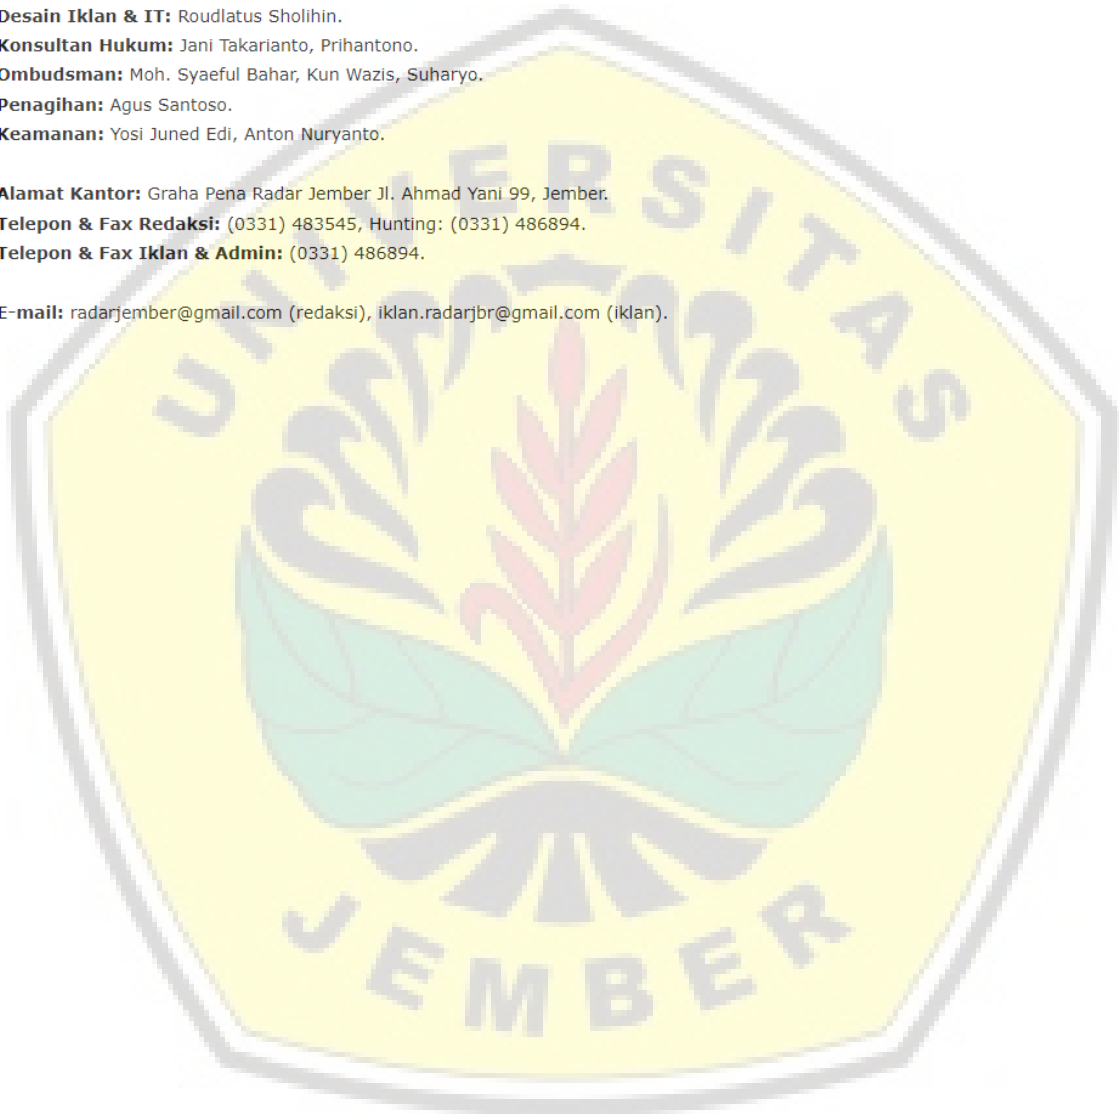 Desain Iklan & IT: Roudlatus Sholihin.
Konsultan Hukum: Jani Takarianto, Prihantono.
Ombudsman: Moh. Syaeful Bahar, Kun Wazis, Suharyo.
Penagihan: Agus Santoso.
Keamanan: Yosi Juned Edi, Anton Nuryanto.
Alamat Kantor: Graha Pena Radar Jember Jl. Ahmad Yani 99, Jember.
Telepon & Fax Redaksi: (0331) 483545, Hunting: (0331) 486894.
Telepon & Fax Iklan & Admin: (0331) 486894.
E-mail: radarjember@gmail.com (redaksi), iklan.radarjbr@gmail.com (iklan).
UNIVERSITAS
JEMBER